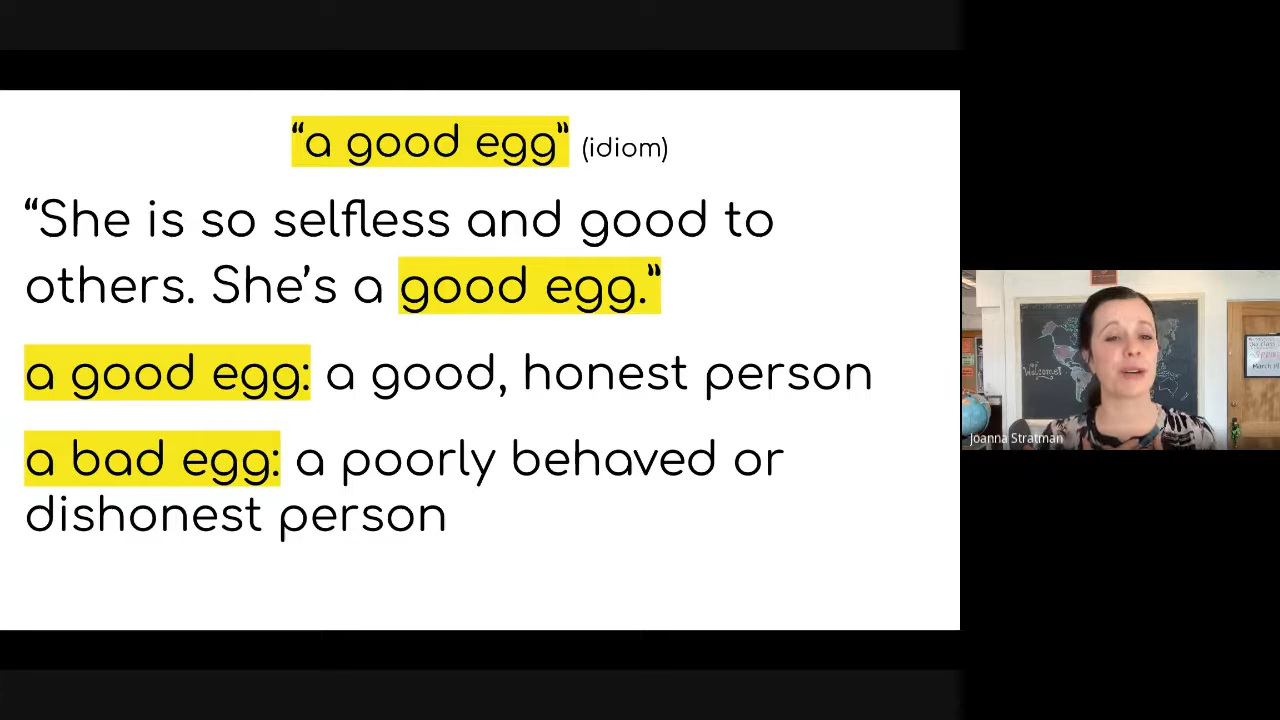 “a good egg” (idiom)
“She is so selfless and good to
others. She’s a good egg.”
a good egg: a good, honest person
a bad egg: a poorly behaved or
dishonest person
Welcome!
Joanna Stratman